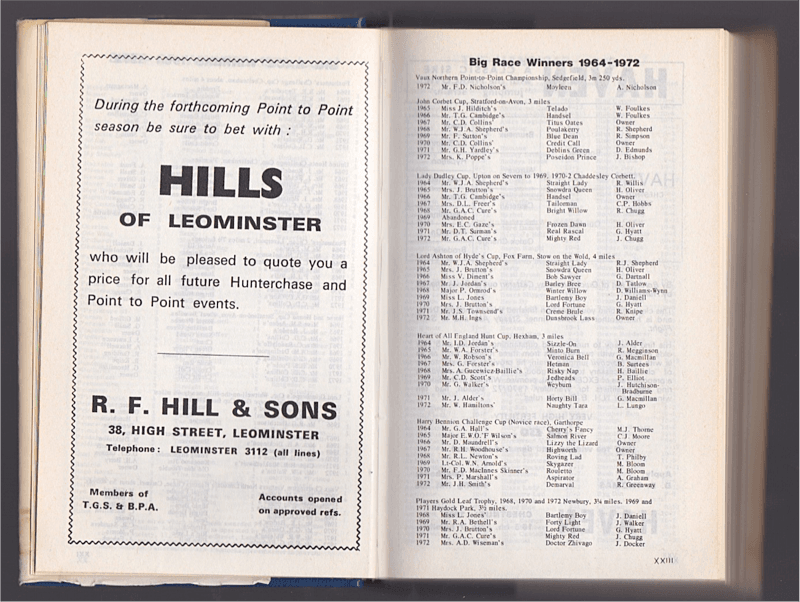 During the forthcoming Point to Point
season be sure to bet with :
HILLS
OF LEOMINSTER
who will be pleased to quote you a
price for all future Hunterchase and
Point to Point events.
R. F. HILL & SONS
38, HIGH STREET, LEOMINSTER
Telephone : LEOMINSTER 3112 (all lines)
Members of
T.G.S. & B.P.A.
Accounts opened
on approved refs.
Big Race Winners 1964-1972
Vaux Northern Point-to-Point Championship, Sedgefield, 3m 250 yds.
1972 Mr. F.D. Nicholson's Moyleen A. Nicholson
John Corbet Cup, Stratford-on-Avon, 3 miles
1965 Miss J. Hilditch's Telado W. Foulkes
1966 Mr. T.G. Cambidge's Handsel W. Foulkes
1967 Mr. C.D. Collins' Titus Oates Owner
1968 Mr. W.J.A. Shepherd's Poulakerry R. Shepherd
1969 Mr. F. Sutton's Blue Dean R. Simpson
1970 Mr. C.D. Collins' Credit Call Owner
1971 Mr. G.H. Yardley's Deblins Green D. Edmunds
1972 Mrs. K. Poppe's Poseidon Prince J. Bishop
Lady Dudley Cup, Upton on Severn to 1969, 1970-2 Chaddesley Corbett.
1964 Mr. W.J.A. Shepherd's Straight Lady R. Willis
1965 Mrs. J. Brutton's Snowdra Queen H. Oliver
1966 Mr. T.G. Cambidge's Handsel Owner
1967 Mrs. D.L. Freer's Tailorman C.P. Hobbs
1968 Mr. G.A.C. Cure's Bright Willow R. Chugg
1969 Abandoned
1970 Mrs. E.C. Gaze's Frozen Dawn H. Oliver
1971 Mr. D.T. Surman's Real Rascal G. Hyatt
1972 Mr. G.A.C. Cure's Mighty Red J. Chugg
Lord Ashton of Hyde's Cup, Fox Farm, Stow on the Wold, 4 miles
1964 Mr. W.J.A. Shepherd's Straight Lady R.J. Shepherd
1965 Mrs. J. Brutton's Snowdra Queen H. Oliver
1966 Miss V. Diment's Bob Sawyer G. Dartnall
1967 Mr. J. Jordan's Barley Bree D. Tatlow
1968 Major P. Ormrod's Winter Willow D. Williams-Wynn
1969 Miss L. Jones Bartlemy Boy J. Daniell
1970 Mrs. J. Brutton's Lord Fortune G. Hyatt
1971 Mr. J.S. Townsend's Creme Brule R. Knipe
1972 Mr. M.H. Ings Dunsbrook Lass Owner
Heart of All England Hunt Cup, Hexham, 3 miles
1964 Mr. I.D. Jordan's Sizzle-On J. Alder
1965 Mr. W.A. Forster's Misto Burn R. Megginson
1966 Mr. W. Robson's Veronica Bell G. Macmillan
1967 Mrs. G. Forster's Hetman B. Surtees
1968 Mrs. A. Gucewicz-Baillie's Risky Nap H. Baillie
1969 Mr. C.D. Scott's Jedheads P. Elliot
1970 Mr. G. Walker's Weyburn J. Hutchison-
Bradburne
1971 Mr. J. Alder's Horty Bill G. Macmillan
1972 Mr. W. Hamiltons' Naughty Tara L. Lungo
Harry Bennion Challenge Cup (Novice race), Garthorpe
1964 Mr. G.A. Hall's Cherry's Fancy M.J. Thorne
1965 Major E.W.O'F Wilson's Salmon River C.J. Moore
1966 Mr. D. Maundrell's Lizzy the Lizard Owner
1967 Mr. R.H. Woodhouse's Highworth Owner
1968 Mr. R.L. Newton's Roving Lad T. Philby
1969 Lt-Col. W.N. Arnold's Skygazer M. Bloom
1970 Mr. F.D. MacInnes Skinner's Rouletto M. Bloom
1971 Mrs. P. Marshall's Aspirator A. Graham
1972 Mr. J.H. Smith's Demarval R. Greenway
Players Gold Leaf Trophy, 1968, 1970 and 1972 Newbury, 3¼ miles. 1969 and
1971 Haydock Park, 3½ miles.
1968 Miss L. Jones' Bartlemy Boy J. Daniell
1969 Mr. R.A. Bethell's Forty Light J. Walker
1970 Mrs. J. Brutton's Lord Fortune G. Hyatt
1971 Mr. G.A.C. Cure's Mighty Red J. Chugg
1972 Mrs. A.D. Wiseman's Doctor Zhivago J. Docker
XXIII